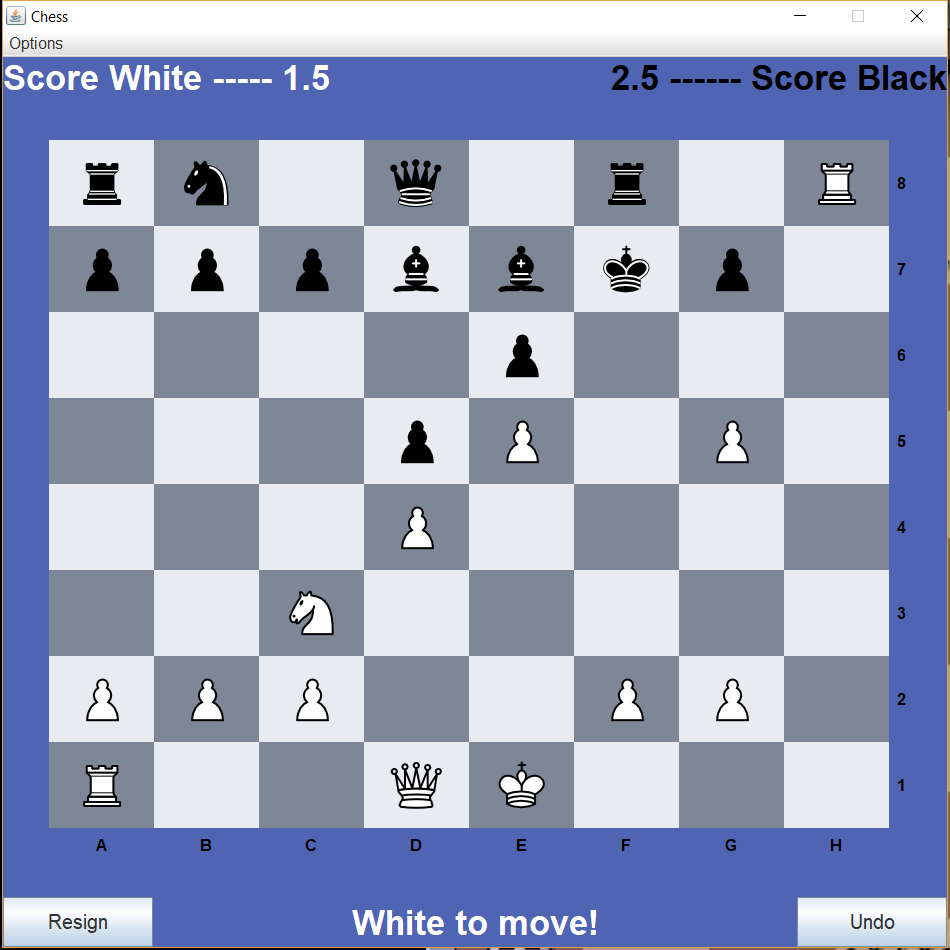 Chess
Options
Score White ----- 1.5
2.5 ------ Score Black
8
7
6
5
4
3
2
1
A B C D E F G H
Resign
White to move!
Undo